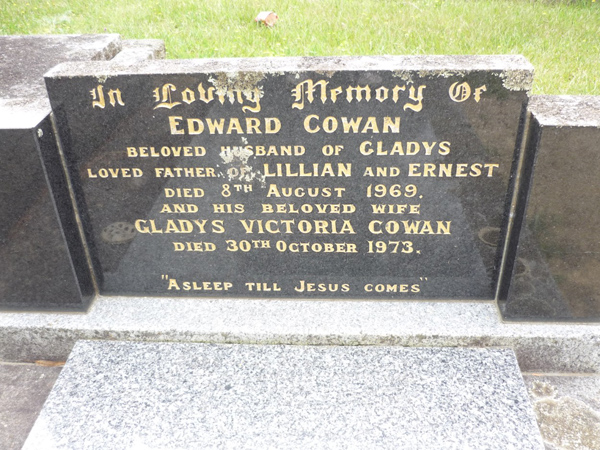 In Loving Memory Of
EDWARD COWAN
BELOVED HUSBAND OF GLADYS
LOVED FATHER OF LILLIAN AND ERNEST
DIED 8TH AUGUST 1969.
AND HIS BELOVED WIFE
GLADYS VICTORIA COWAN
DIED 30TH OCTOBER 1973.
"ASLEEP TILL JESUS COMES"